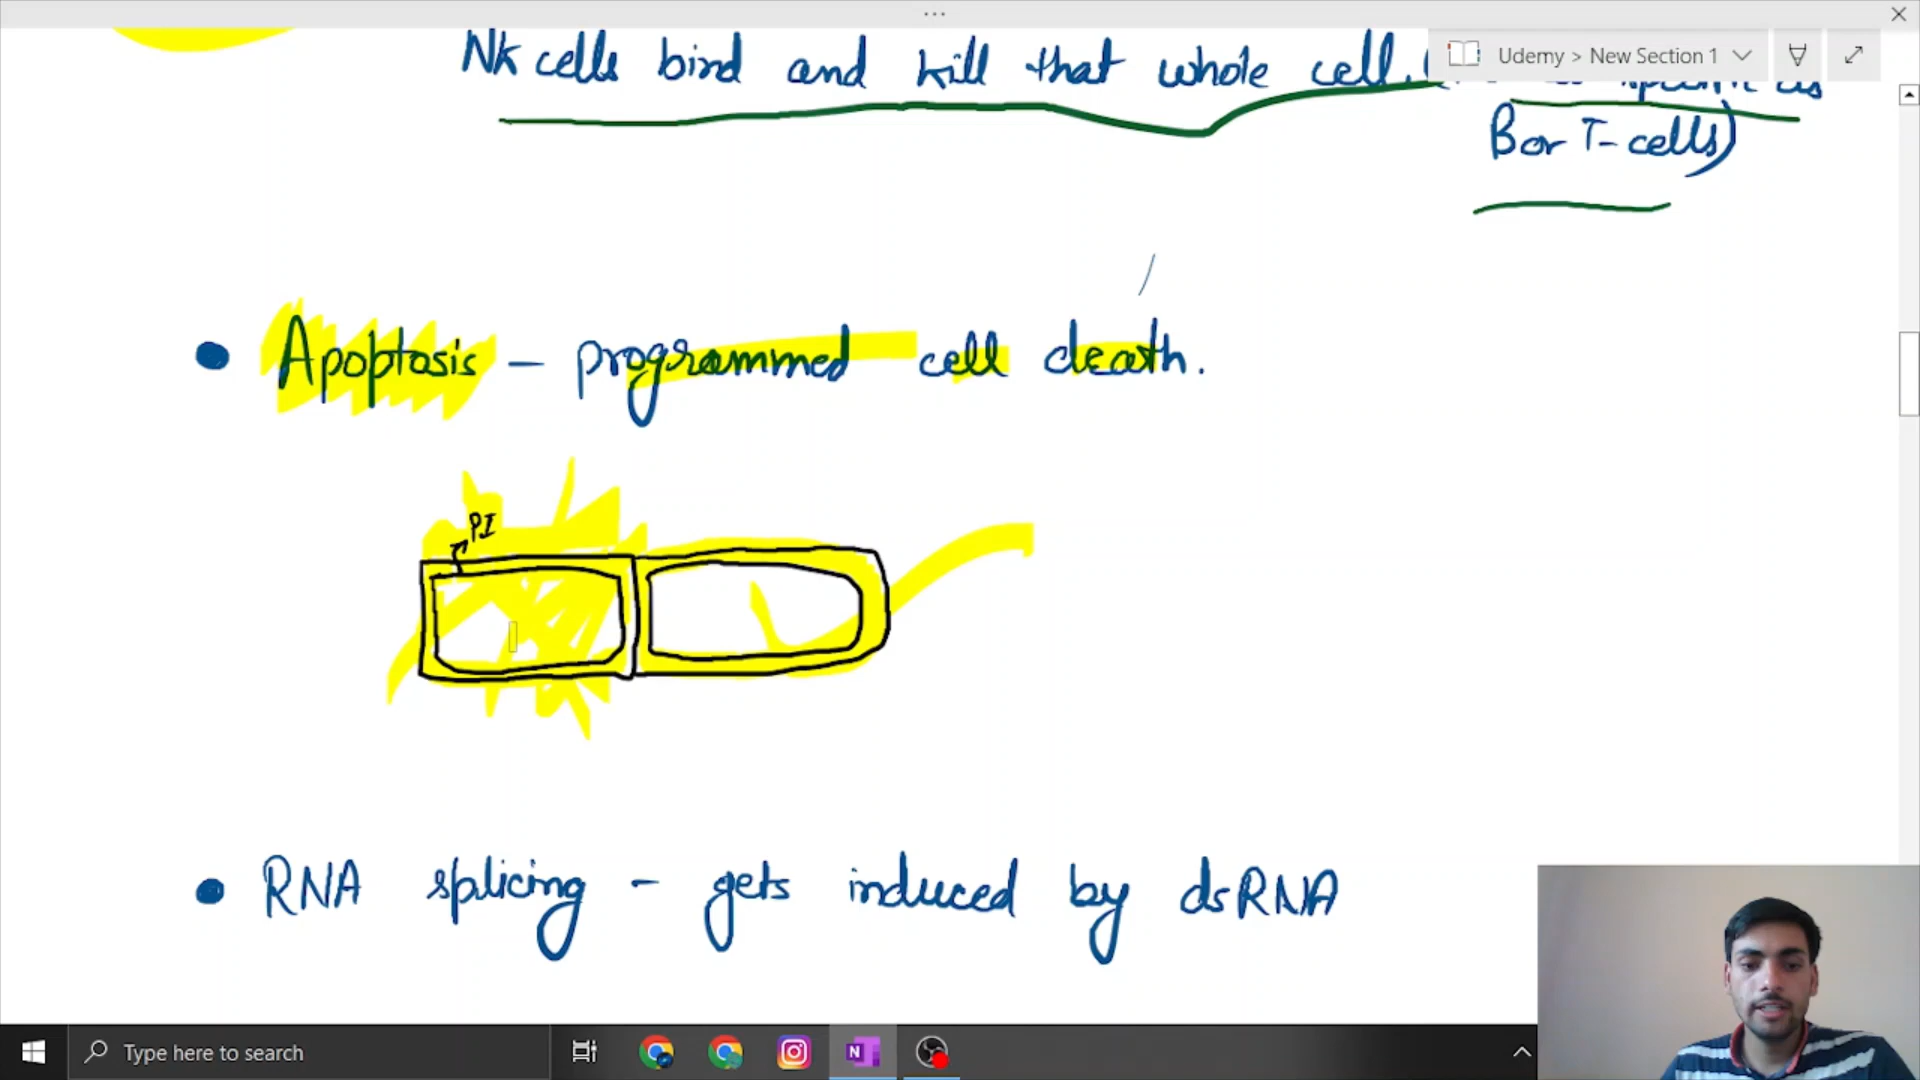 ...
Udemy > New Section 1
Nk cells bind and kill that whole cell. as
B or T-cells)
Apoptosis - programmed cell death.
PI
RNA splicing - gets induced by dsRNA
Type here to search
N